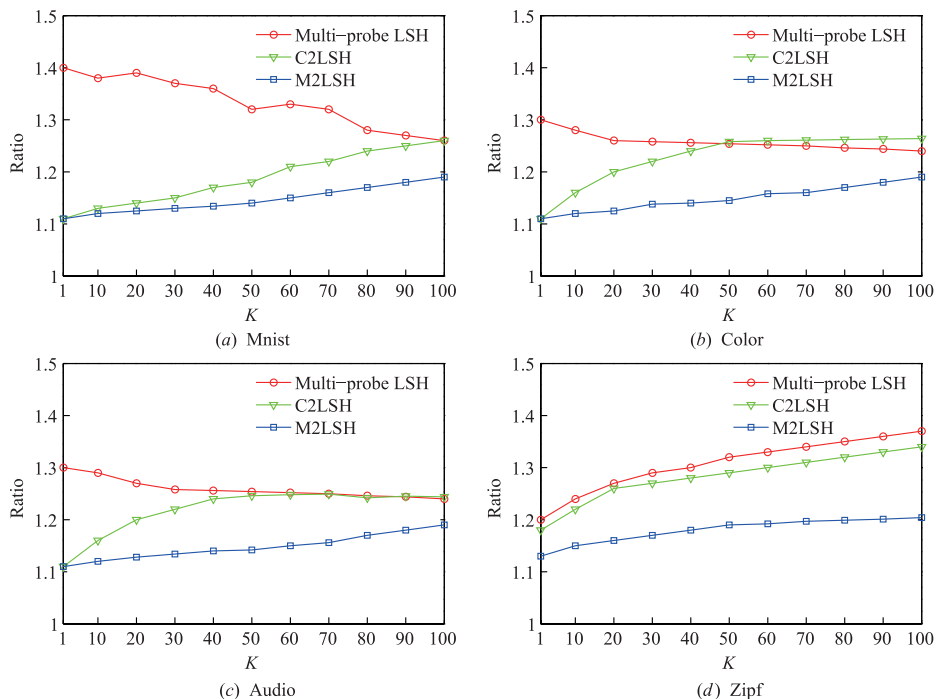 1.5
1.4
1.3
1.2
1.1
1
Ratio
Multi-probe LSH
C2LSH
M2LSH
1 10 20 30 40 50 60 70 80 90 100
K
(a) Mnist
1.5
1.4
1.3
1.2
1.1
1
Ratio
Multi-probe LSH
C2LSH
M2LSH
1 10 20 30 40 50 60 70 80 90 100
K
(b) Color
1.5
1.4
1.3
1.2
1.1
1
Ratio
Multi-probe LSH
C2LSH
M2LSH
1 10 20 30 40 50 60 70 80 90 100
K
(c) Audio
1.5
1.4
1.3
1.2
1.1
1
Ratio
Multi-probe LSH
C2LSH
M2LSH
1 10 20 30 40 50 60 70 80 90 100
K
(d) Zipf